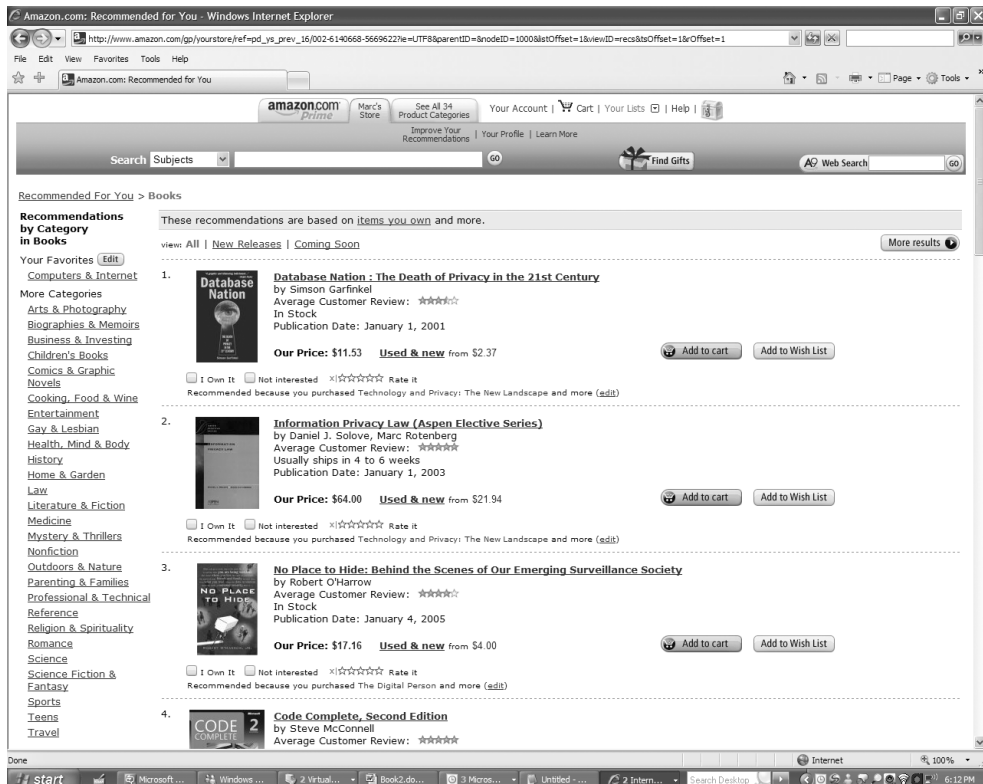 Amazon.com: Recommended for You - Windows Internet Explorer
http://www.amazon.com/gp/yourstore/ref=pd_ys_prev_16/002-6140668-5669622?ie=UTF8&parentID=&nodeID=1000&lstOffset=1&viewID=recs&tsOffset=1&rOffset=1
File Edit View Favorites Tools Help
Amazon.com: Recommended for You
Page Tools
amazon.com Prime
Marc's Store
See All 34 Product Categories
Your Account | Cart | Your Lists | Help |
Improve Your Recommendations | Your Profile | Learn More
Search Subjects GO Find Gifts A9 Web Search GO
Recommended For You > Books
Recommendations by Category in Books
Your Favorites Edit
Computers & Internet
More Categories
Arts & Photography
Biographies & Memoirs
Business & Investing
Children's Books
Comics & Graphic Novels
Cooking, Food & Wine
Entertainment
Gay & Lesbian
Health, Mind & Body
History
Home & Garden
Law
Literature & Fiction
Medicine
Mystery & Thrillers
Nonfiction
Outdoors & Nature
Parenting & Families
Professional & Technical
Reference
Religion & Spirituality
Romance
Science
Science Fiction & Fantasy
Sports
Teens
Travel
These recommendations are based on items you own and more.
view: All | New Releases | Coming Soon
More results
1.
Database Nation
Database Nation : The Death of Privacy in the 21st Century
by Simson Garfinkel
Average Customer Review:
In Stock
Publication Date: January 1, 2001
Our Price: $11.53 Used & new from $2.37
Add to cart Add to Wish List
I Own It Not interested X| Rate it
Recommended because you purchased Technology and Privacy: The New Landscape and more (edit)
2.
Information Privacy Law (Aspen Elective Series)
by Daniel J. Solove, Marc Rotenberg
Average Customer Review:
Usually ships in 4 to 6 weeks
Publication Date: January 1, 2003
Our Price: $64.00 Used & new from $21.94
Add to cart Add to Wish List
I Own It Not interested X| Rate it
Recommended because you purchased Technology and Privacy: The New Landscape and more (edit)
3.
NO PLACE TO HIDE
No Place to Hide: Behind the Scenes of Our Emerging Surveillance Society
by Robert O'Harrow
Average Customer Review:
In Stock
Publication Date: January 4, 2005
Our Price: $17.16 Used & new from $4.00
Add to cart Add to Wish List
I Own It Not interested X| Rate it
Recommended because you purchased The Digital Person and more (edit)
4.
CODE COMPLETE 2
Code Complete, Second Edition
by Steve McConnell
Average Customer Review:
Done Internet 100%
start Microsoft ... Windows ... 2 Virtual... Book2.do... 3 Micros... Untitled - ... 2 Intern... Search Desktop 6:12 PM